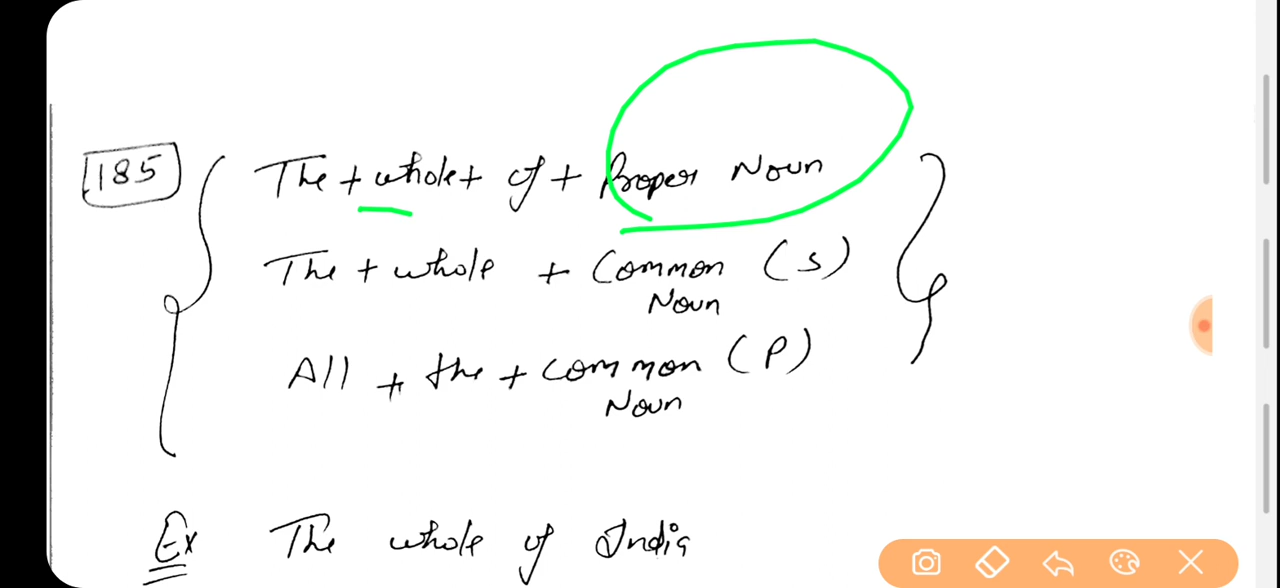 185 The + whole + of + Proper Noun
The + whole + Common (s)
Noun
All + the + common (P)
Noun
Ex The whole of India